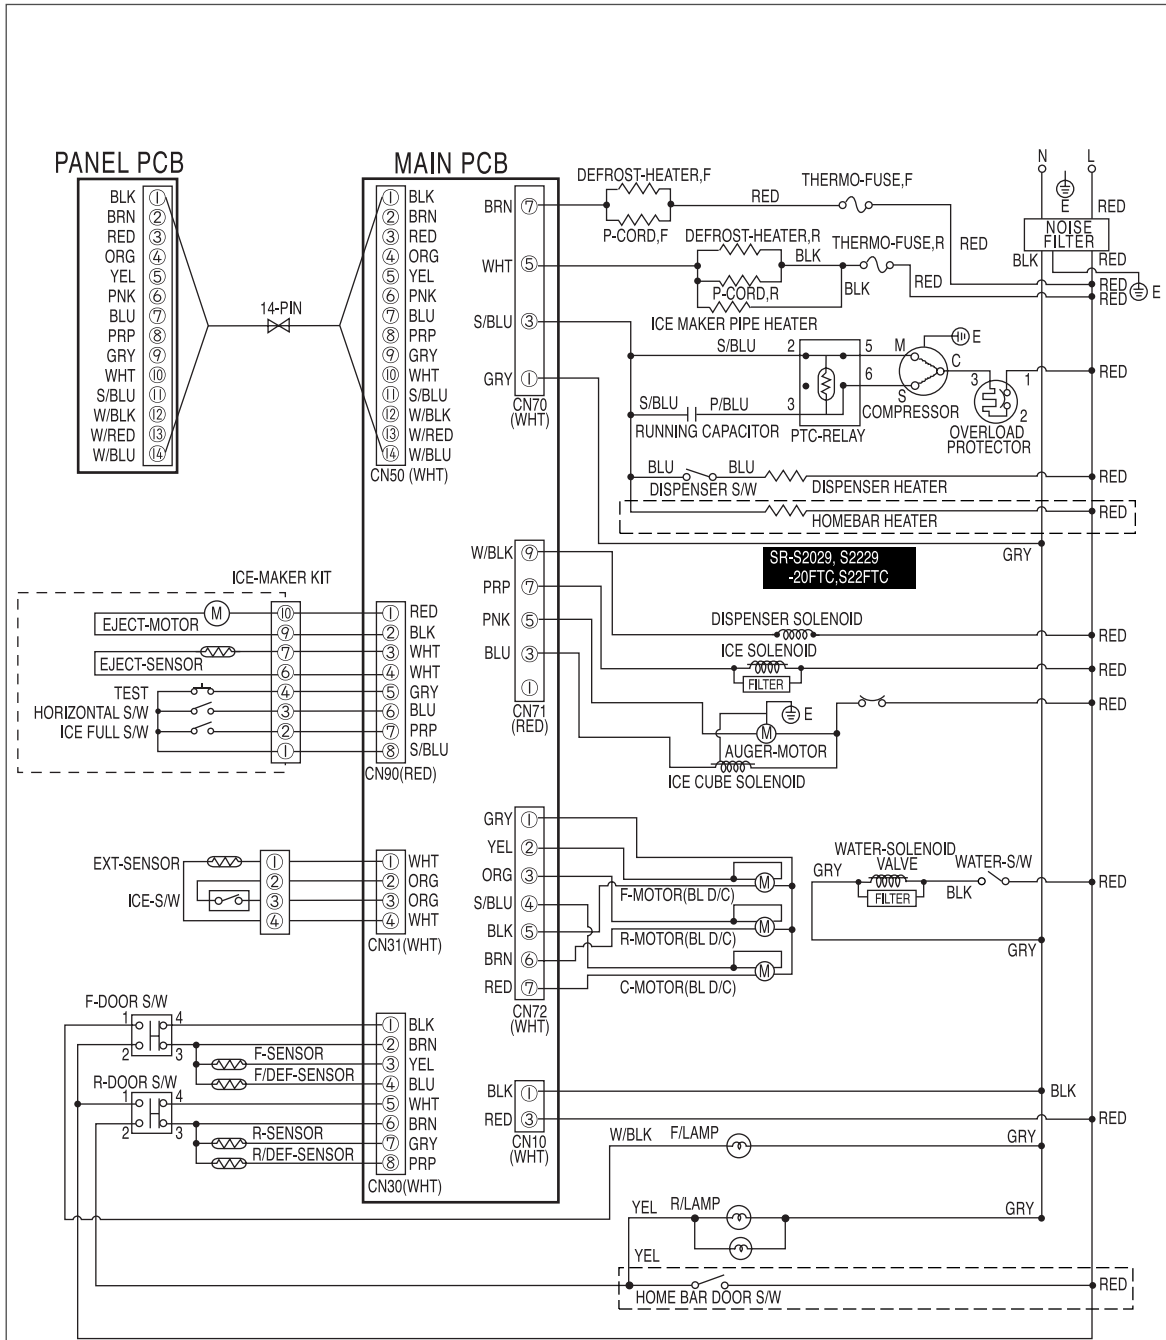 PANEL PCB
BLK ①
BRN ②
RED ③
ORG ④
YEL ⑤
PNK ⑥
BLU ⑦
PRP ⑧
GRY ⑨
WHT ⑩
S/BLU ⑪
W/BLK ⑫
W/RED ⑬
W/BLU ⑭
14-PIN
MAIN PCB
① BLK
② BRN
③ RED
④ ORG
⑤ YEL
⑥ PNK
⑦ BLU
⑧ PRP
⑨ GRY
⑩ WHT
⑪ S/BLU
⑫ W/BLK
⑬ W/RED
⑭ W/BLU
CN50 (WHT)
BRN ⑦
WHT ⑤
S/BLU ③
GRY ①
CN70
(WHT)
DEFROST-HEATER,F
P-CORD,F
RED
THERMO-FUSE,F
RED
DEFROST-HEATER,R
P-CORD,R
BLK
BLK
THERMO-FUSE,R
RED
ICE MAKER PIPE HEATER
N
L
E
RED
NOISE
FILTER
BLK
RED
RED
RED
E
S/BLU
2
5
M
E
C
6
S
3
1
2
RED
S/BLU
P/BLU
3
RUNNING CAPACITOR
PTC-RELAY
COMPRESSOR
OVERLOAD
PROTECTOR
BLU
BLU
DISPENSER S/W
DISPENSER HEATER
RED
HOMEBAR HEATER
RED
GRY
SR-S2029, S2229
-20FTC,S22FTC
ICE-MAKER KIT
EJECT-MOTOR
M
EJECT-SENSOR
TEST
HORIZONTAL S/W
ICE FULL S/W
⑩
⑨
⑦
⑥
④
③
②
①
① RED
② BLK
③ WHT
④ WHT
⑤ GRY
⑥ BLU
⑦ PRP
⑧ S/BLU
CN90(RED)
W/BLK ⑨
PRP ⑦
PNK ⑤
BLU ③
①
CN71
(RED)
DISPENSER SOLENOID
RED
ICE SOLENOID
FILTER
RED
E
M
AUGER-MOTOR
RED
ICE CUBE SOLENOID
EXT-SENSOR
ICE-S/W
①
②
③
④
① WHT
② ORG
③ ORG
④ WHT
CN31(WHT)
GRY ①
YEL ②
ORG ③
S/BLU ④
BLK ⑤
BRN ⑥
RED ⑦
CN72
(WHT)
M
F-MOTOR(BL D/C)
M
R-MOTOR(BL D/C)
M
C-MOTOR(BL D/C)
WATER-SOLENOID
VALVE
GRY
FILTER
BLK
WATER-S/W
RED
GRY
F-DOOR S/W
1
4
2
3
F-SENSOR
F/DEF-SENSOR
R-DOOR S/W
1
4
2
3
R-SENSOR
R/DEF-SENSOR
① BLK
② BRN
③ YEL
④ BLU
⑤ WHT
⑥ BRN
⑦ GRY
⑧ PRP
CN30(WHT)
BLK ①
RED ③
CN10
(WHT)
BLK
RED
W/BLK
F/LAMP
GRY
YEL
R/LAMP
GRY
YEL
HOME BAR DOOR S/W
RED